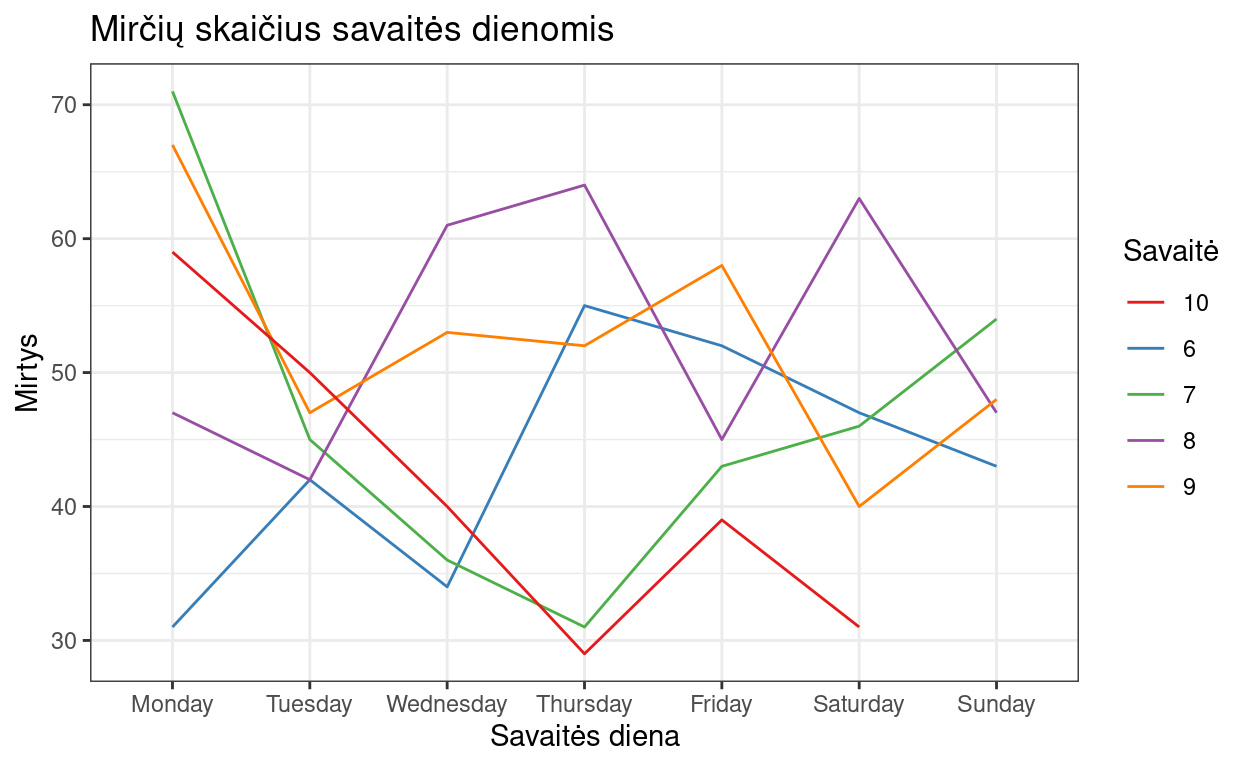 Mirčių skaičius savaitės dienomis
Mirtys
70
60
50
40
30
Monday Tuesday Wednesday Thursday Friday Saturday Sunday
Savaitės diena
Savaitė
10
6
7
8
9